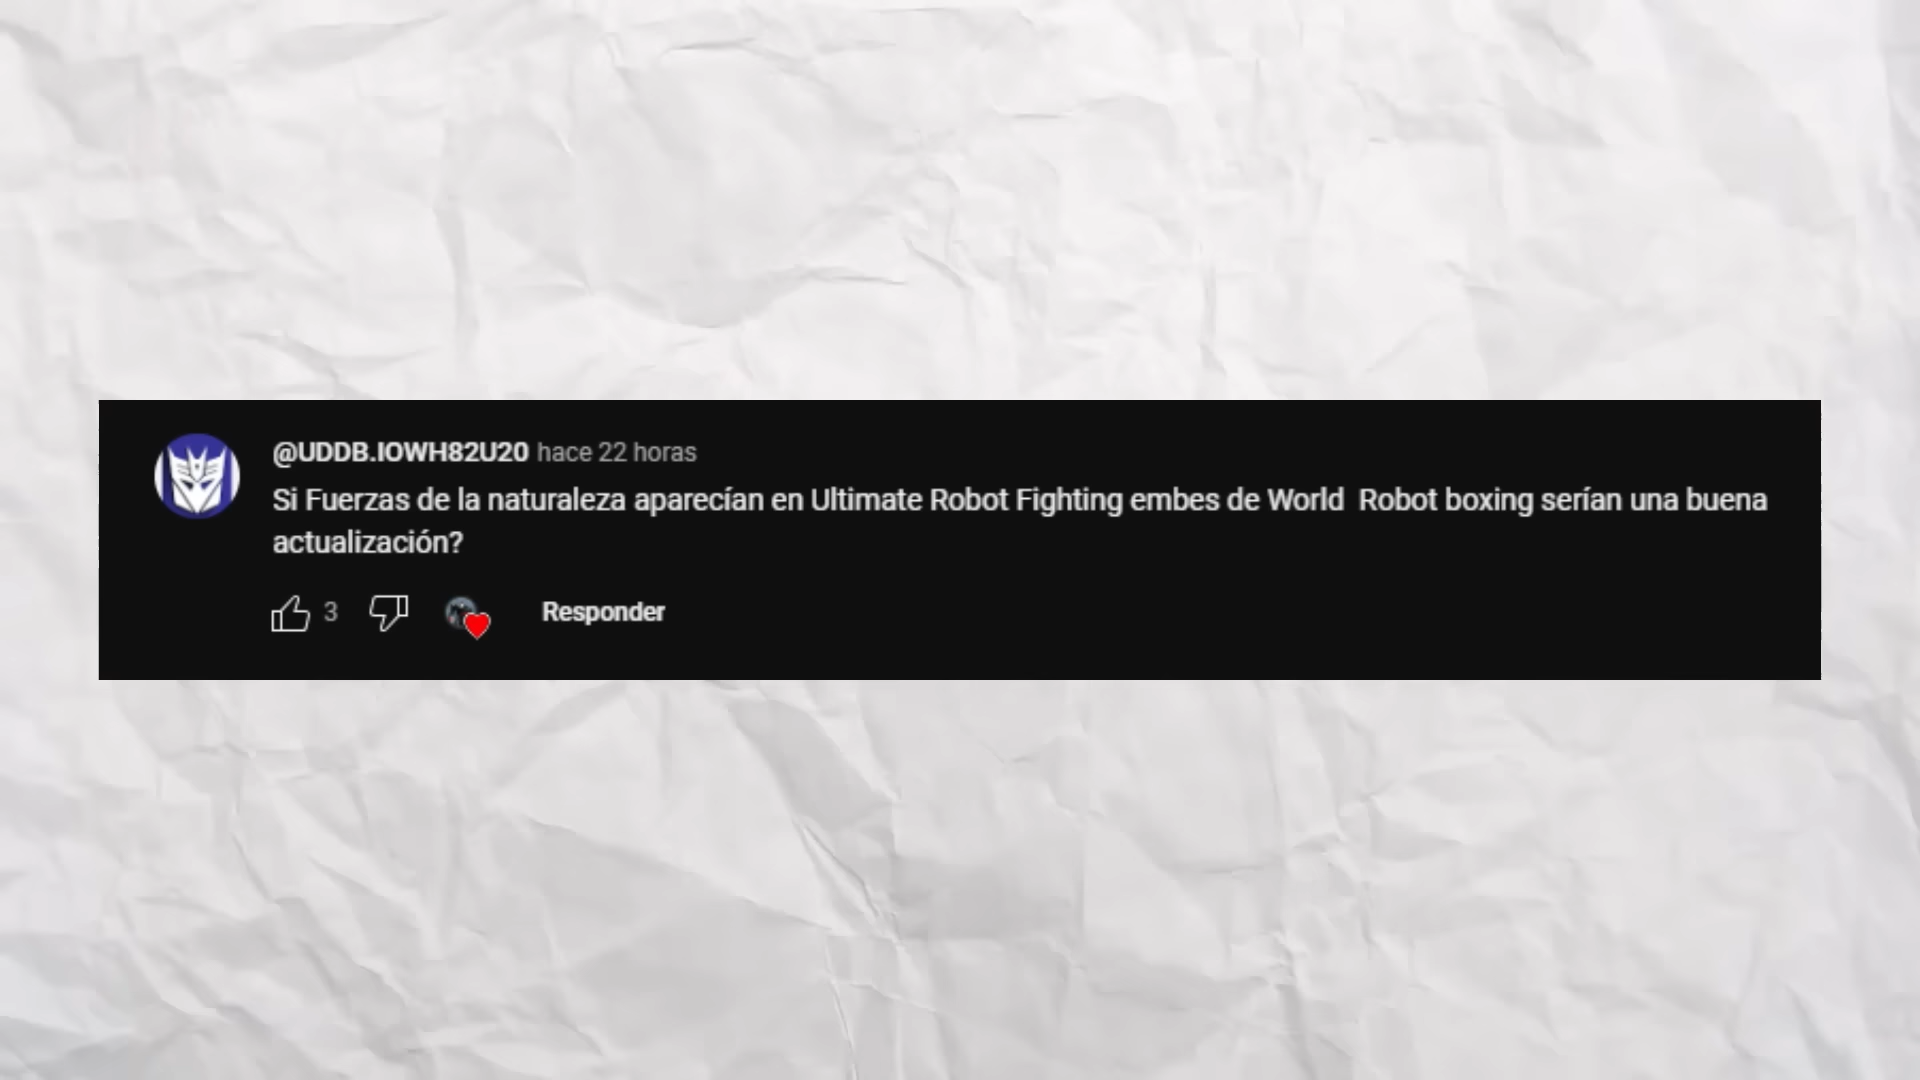 @UDDB.IOWH82U20 hace 22 horas
Si Fuerzas de la naturaleza aparecían en Ultimate Robot Fighting embes de World  Robot boxing serían una buena
actualización?
3 Responder